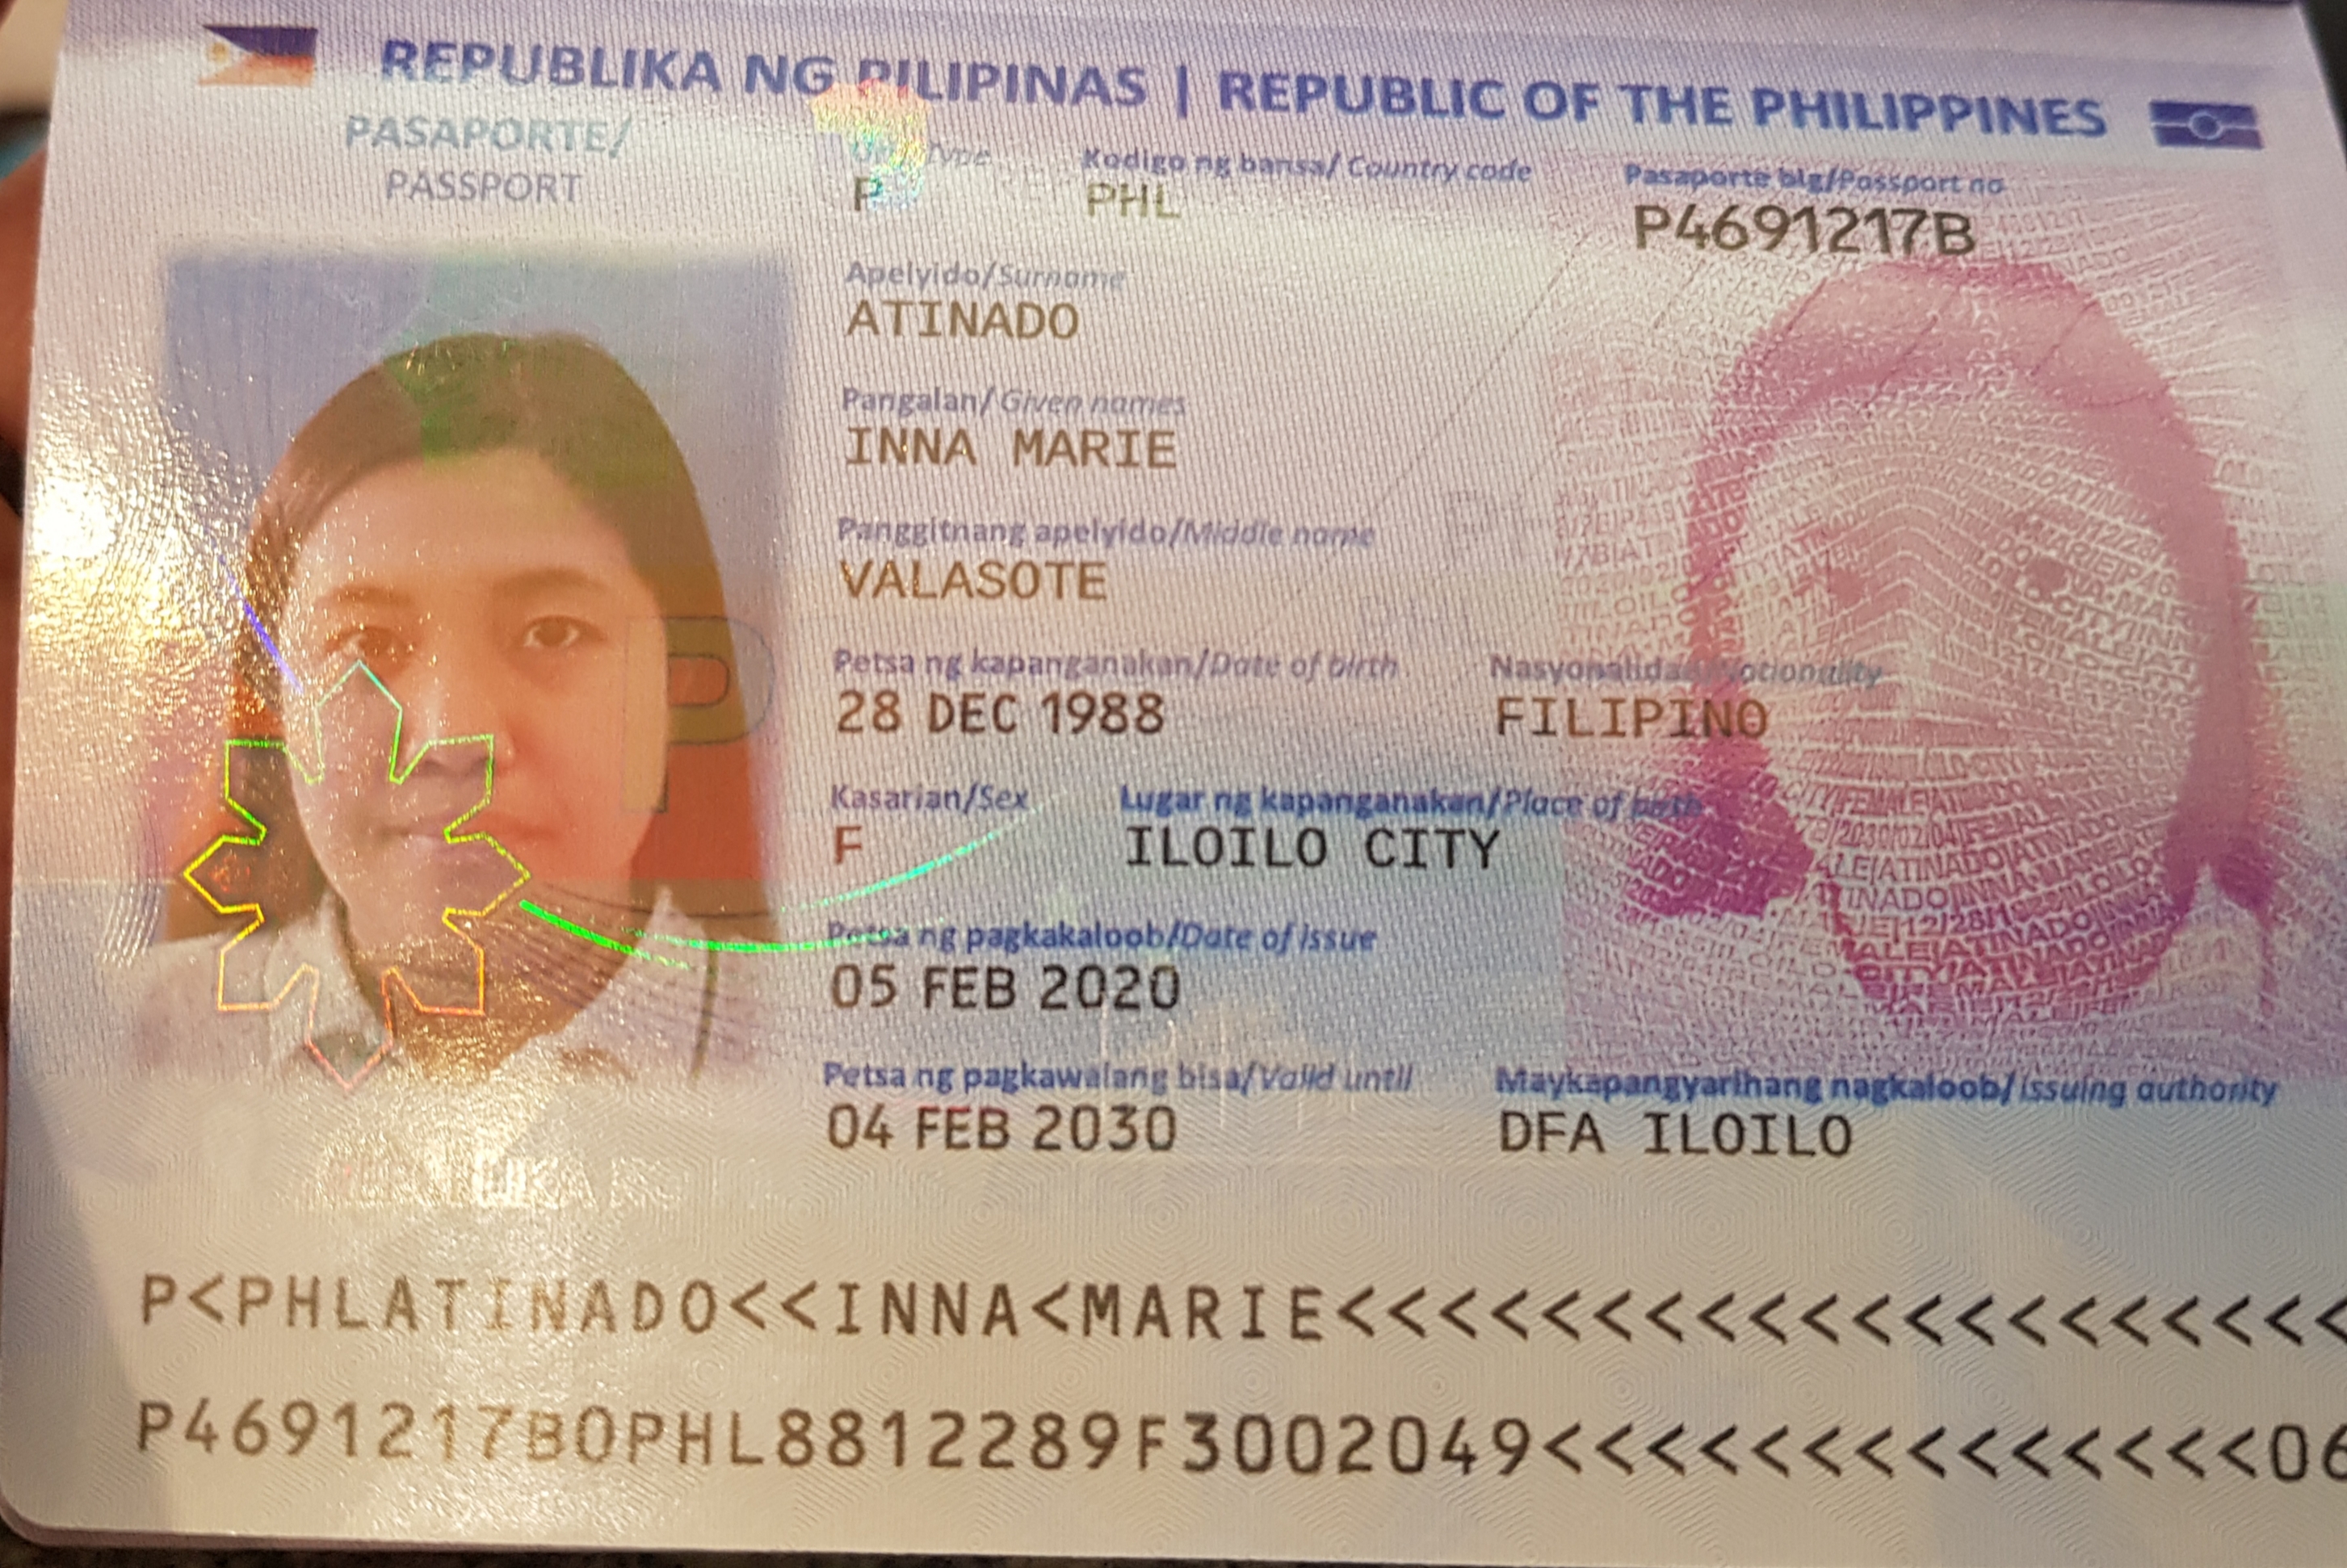 REPUBLIKA NG PILIPINAS | REPUBLIC OF THE PHILIPPINES
PASAPORTE/
PASSPORT
type Kodigo ng bansa/ Country code Pasaporte blg/Passport no
P PHL P4691217B
Apelyido/Surname
ATINADO
Pangalan/Given names
INNA MARIE
Panggitnang apelyido/Middle name
VALASOTE
Petsa ng kapanganakan/Date of birth Nasyonalidad/Nationality
28 DEC 1988 FILIPINO
Kasarian/Sex Lugar ng kapanganakan/Place of birth
F ILOILO CITY
Petsa ng pagkakaloob/Date of issue
05 FEB 2020
Petsa ng pagkawalang bisa/Valid until Maykapangyarihang nagkaloob/Issuing authority
04 FEB 2030 DFA ILOILO
P<PHLATINADO<<INNA<MARIE<<<<<<<<<<<<<<<<<<<
P4691217B0PHL8812289F3002049<<<<<<<<<<<<<<06